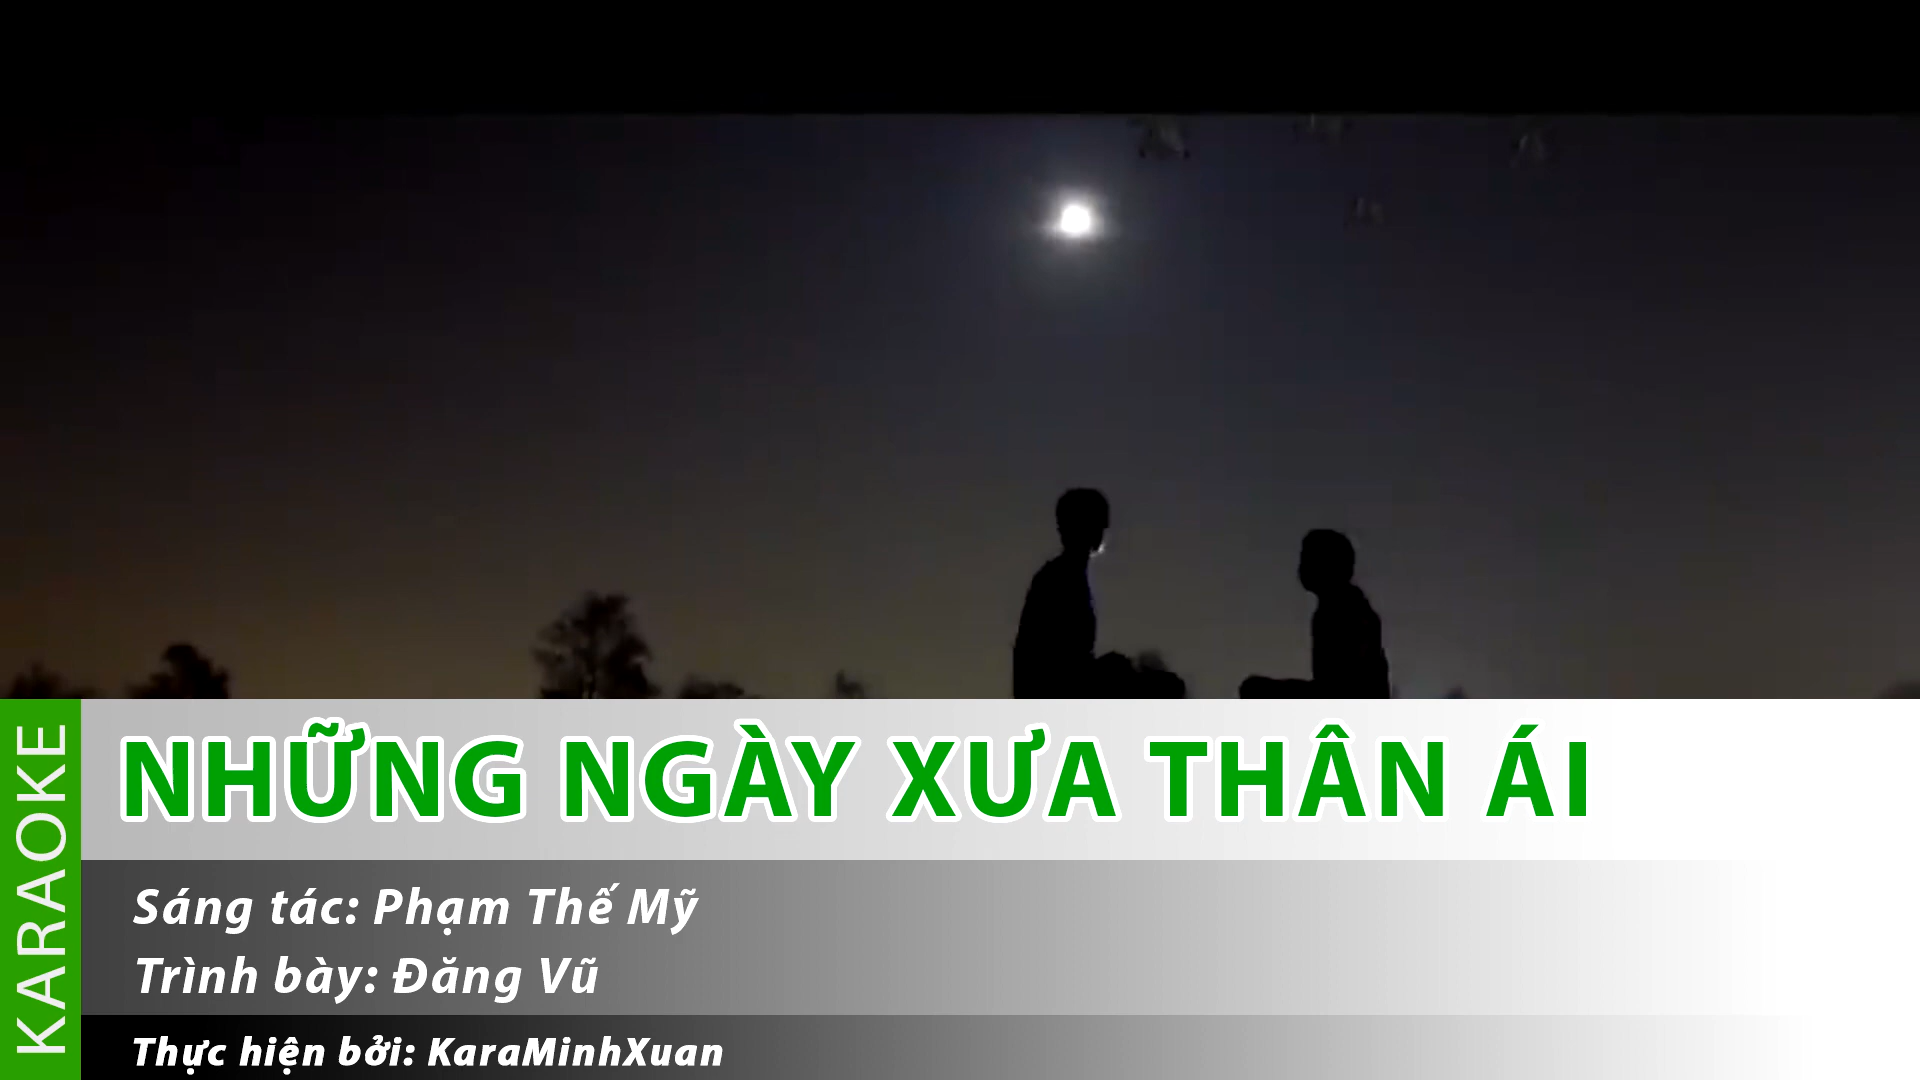 KARAOKE
NHỮNG NGÀY XƯA THÂN ÁI
Sáng tác: Phạm Thế Mỹ
Trình bày: Đăng Vũ
Thực hiện bởi: KaraMinhXuan